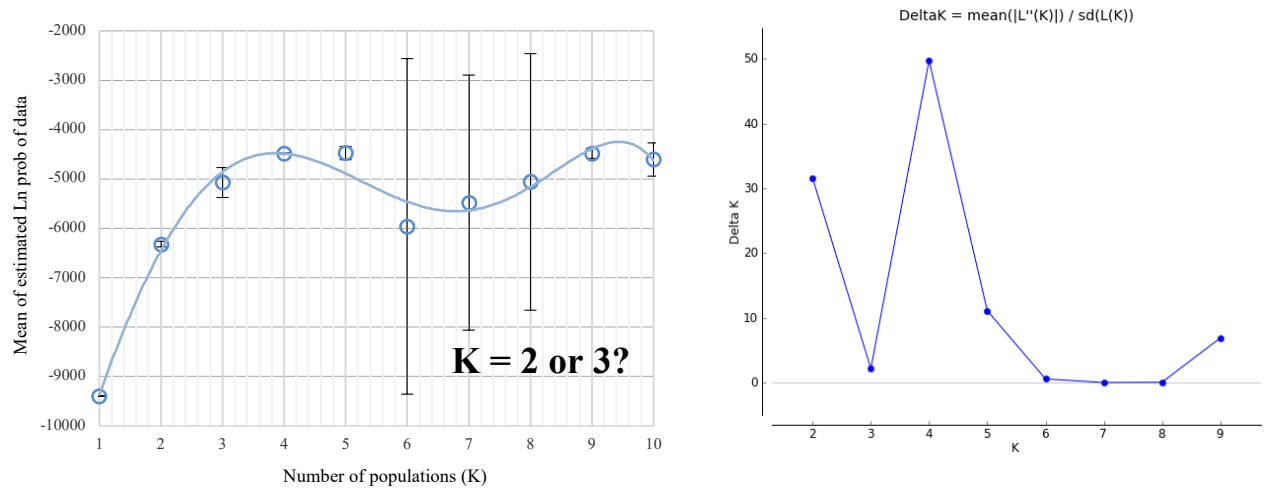 -2000
-3000
-4000
-5000
-6000
-7000
-8000
-9000
-10000
Mean of estimated Ln prob of data
K = 2 or 3?
1 2 3 4 5 6 7 8 9 10
Number of populations (K)
DeltaK = mean(|L''(K)|) / sd(L(K))
50
40
30
20
10
0
Delta K
2 3 4 5 6 7 8 9
K